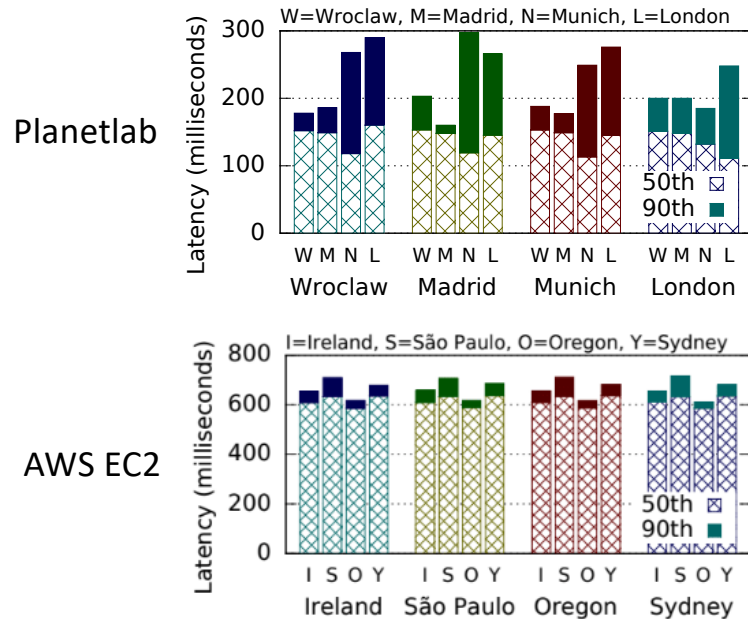 W=Wroclaw, M=Madrid, N=Munich, L=London
Planetlab
Latency (milliseconds)
300
200
100
0
50th
90th
W M N L W M N L W M N L W M N L
Wroclaw Madrid Munich London
I=Ireland, S=São Paulo, O=Oregon, Y=Sydney
AWS EC2
Latency (milliseconds)
800
600
400
200
0
50th
90th
I S O Y I S O Y I S O Y I S O Y
Ireland São Paulo Oregon Sydney